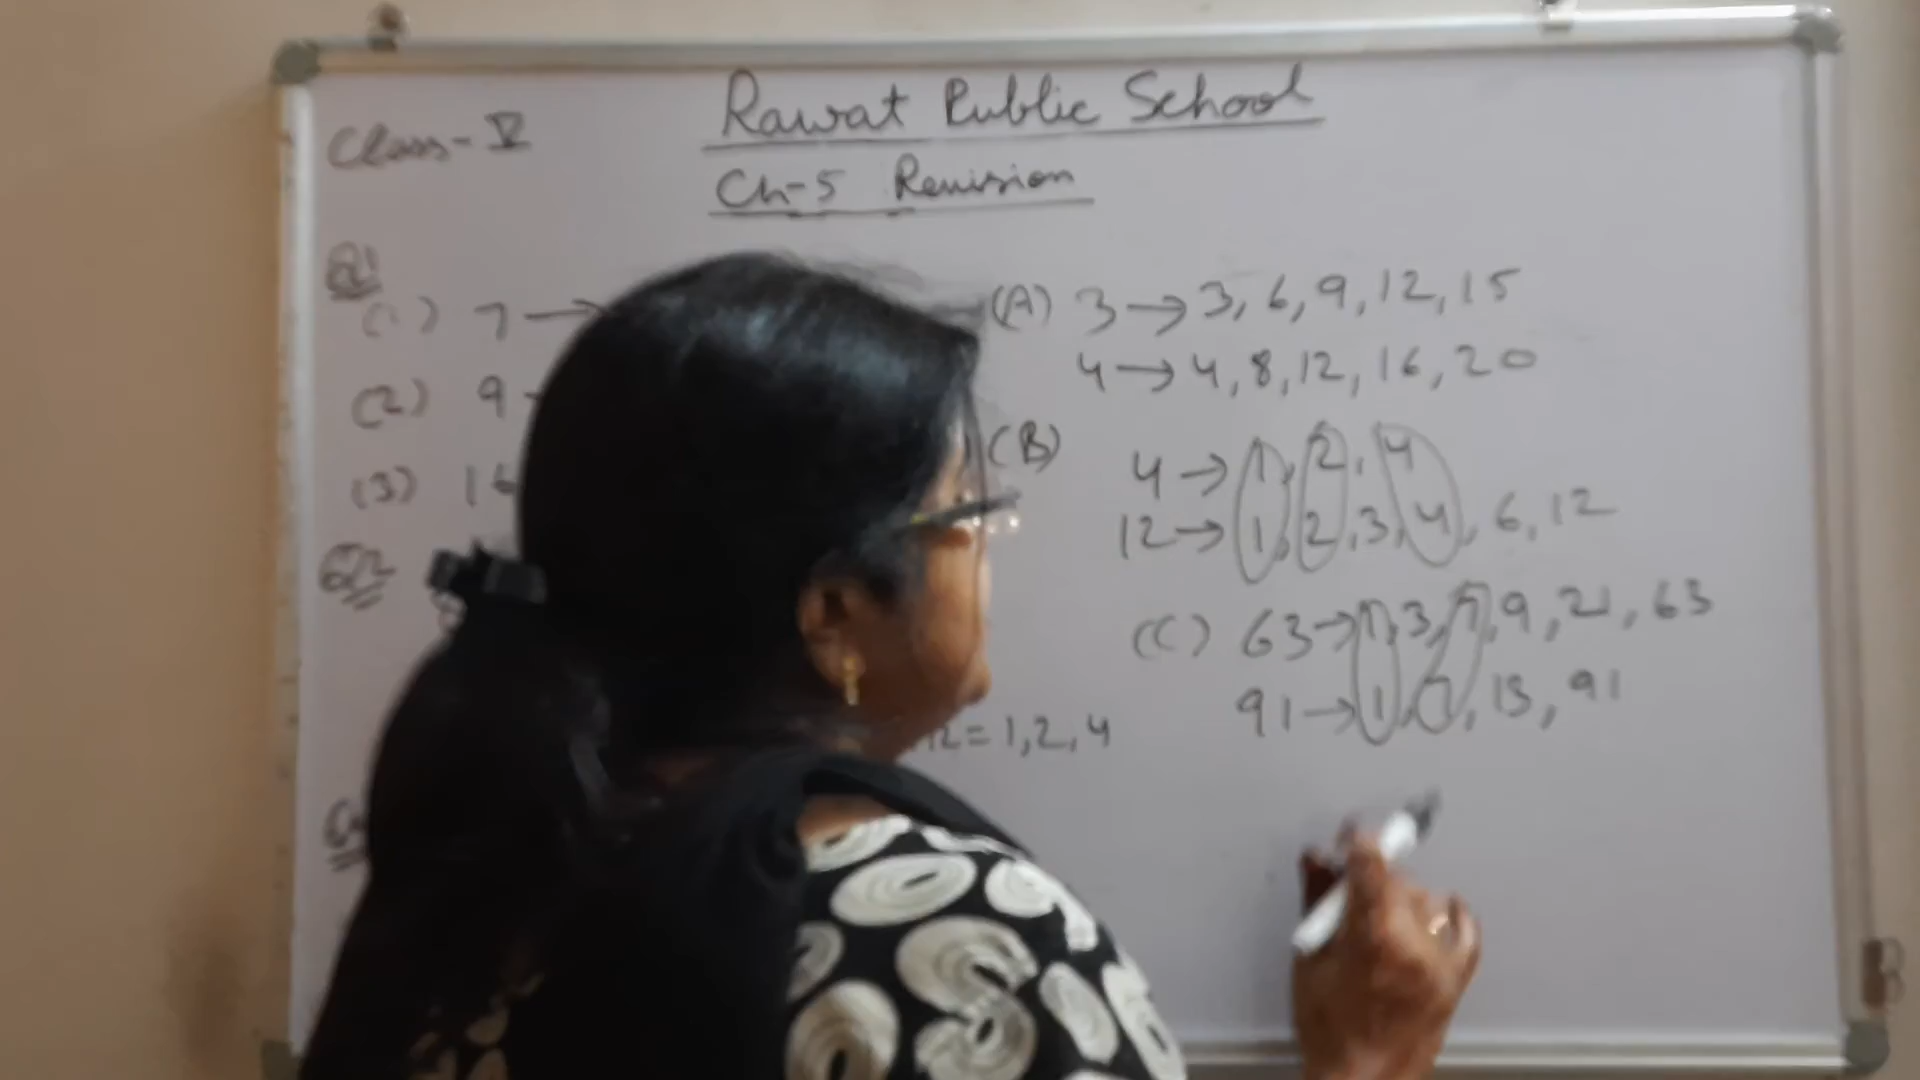 Rawat Public School
Class-V
Ch-5 Revision
Q1
(1) 7 →
(2) 9
(3) 16
Q2
12 = 1, 2, 4
(A) 3 → 3, 6, 9, 12, 15
4 → 4, 8, 12, 16, 20
(B)
4 → 1, 2, 4
12 → 1, 2, 3, 4, 6, 12
(C) 63 → 1, 3, 7, 9, 21, 63
91 → 1, 7, 13, 91